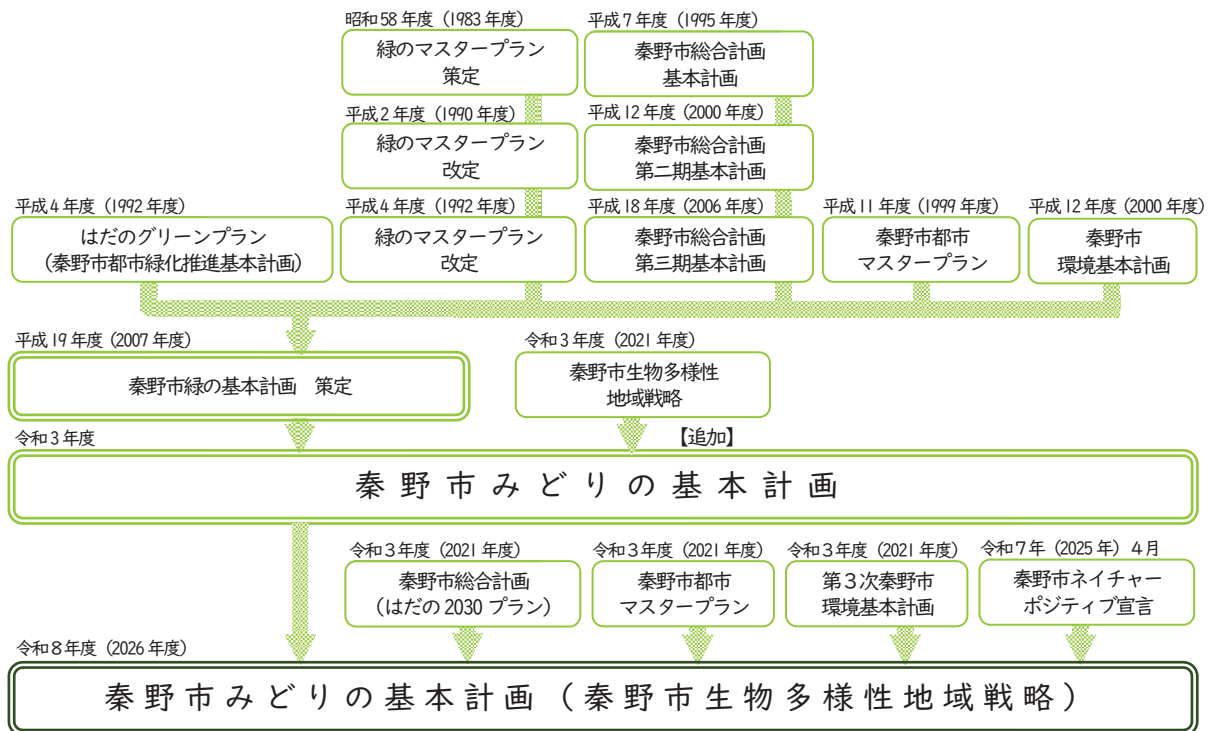 昭和58年度（1983年度）
緑のマスタープラン
策定
平成7年度（1995年度）
秦野市総合計画
基本計画
平成2年度（1990年度）
緑のマスタープラン
改定
平成12年度（2000年度）
秦野市総合計画
第二期基本計画
平成4年度（1992年度）
はだのグリーンプラン
（秦野市都市緑化推進基本計画）
平成4年度（1992年度）
緑のマスタープラン
改定
平成18年度（2006年度）
秦野市総合計画
第三期基本計画
平成11年度（1999年度）
秦野市都市
マスタープラン
平成12年度（2000年度）
秦野市
環境基本計画
平成19年度（2007年度）
秦野市緑の基本計画　策定
令和3年度（2021年度）
秦野市生物多様性
地域戦略
令和3年度
【追加】
秦野市みどりの基本計画
令和3年度（2021年度）
秦野市総合計画
（はだの2030プラン）
令和3年度（2021年度）
秦野市都市
マスタープラン
令和3年度（2021年度）
第3次秦野市
環境基本計画
令和7年（2025年）4月
秦野市ネイチャー
ポジティブ宣言
令和8年度（2026年度）
秦野市みどりの基本計画（秦野市生物多様性地域戦略）